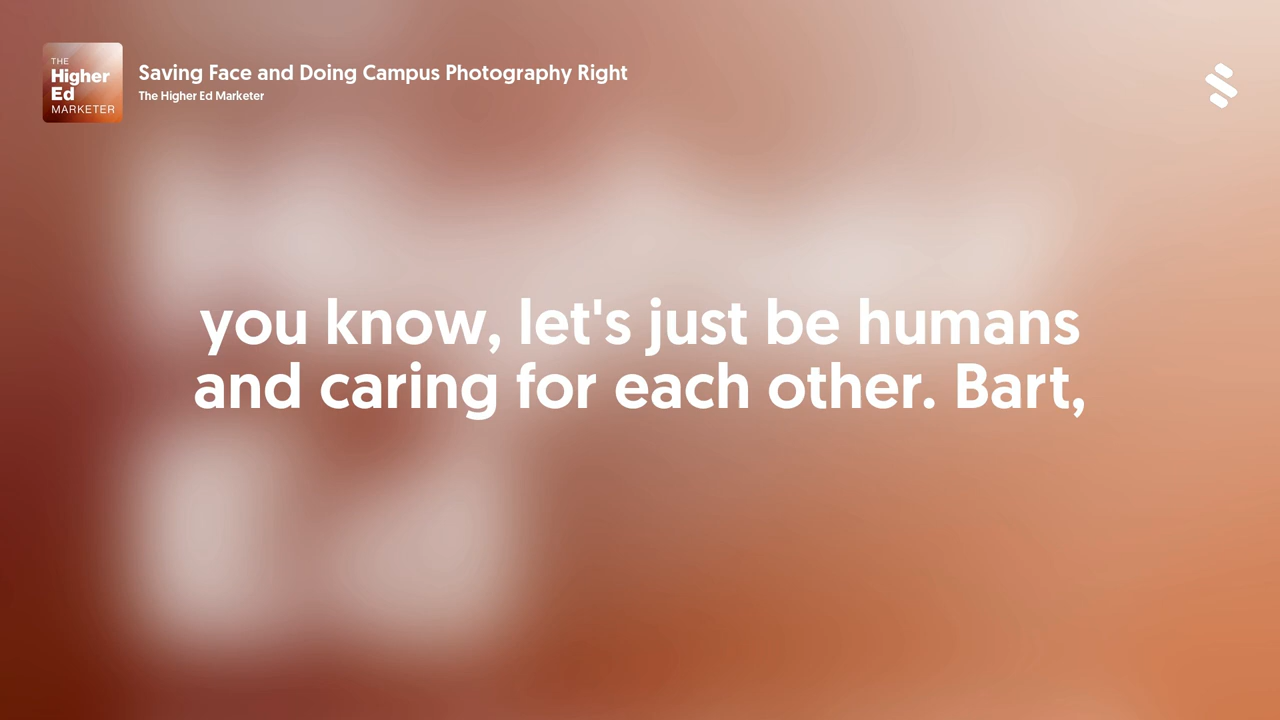 THE
Higher
Ed
MARKETER
Saving Face and Doing Campus Photography Right
The Higher Ed Marketer
you know, let's just be humans
and caring for each other. Bart,